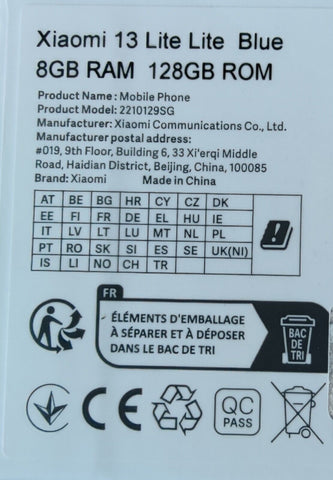 Xiaomi 13 Lite Lite Blue
8GB RAM 128GB ROM
Product Name: Mobile Phone
Product Model: 2210129SG
Manufacturer: Xiaomi Communications Co., Ltd.
Manufacturer postal address:
#019, 9th Floor, Building 6, 33 Xi'erqi Middle
Road, Haidian District, Beijing, China, 100085
Brand: Xiaomi Made in China
AT BE BG HR CY CZ DK
EE FI FR DE EL HU IE
IT LV LT LU MT NL PL
PT RO SK SI ES SE UK(NI)
IS LI NO CH TR
FR
ÉLÉMENTS D'EMBALLAGE
À SÉPARER ET À DÉPOSER
DANS LE BAC DE TRI
BAC
DE
TRI
CE
QC
PASS